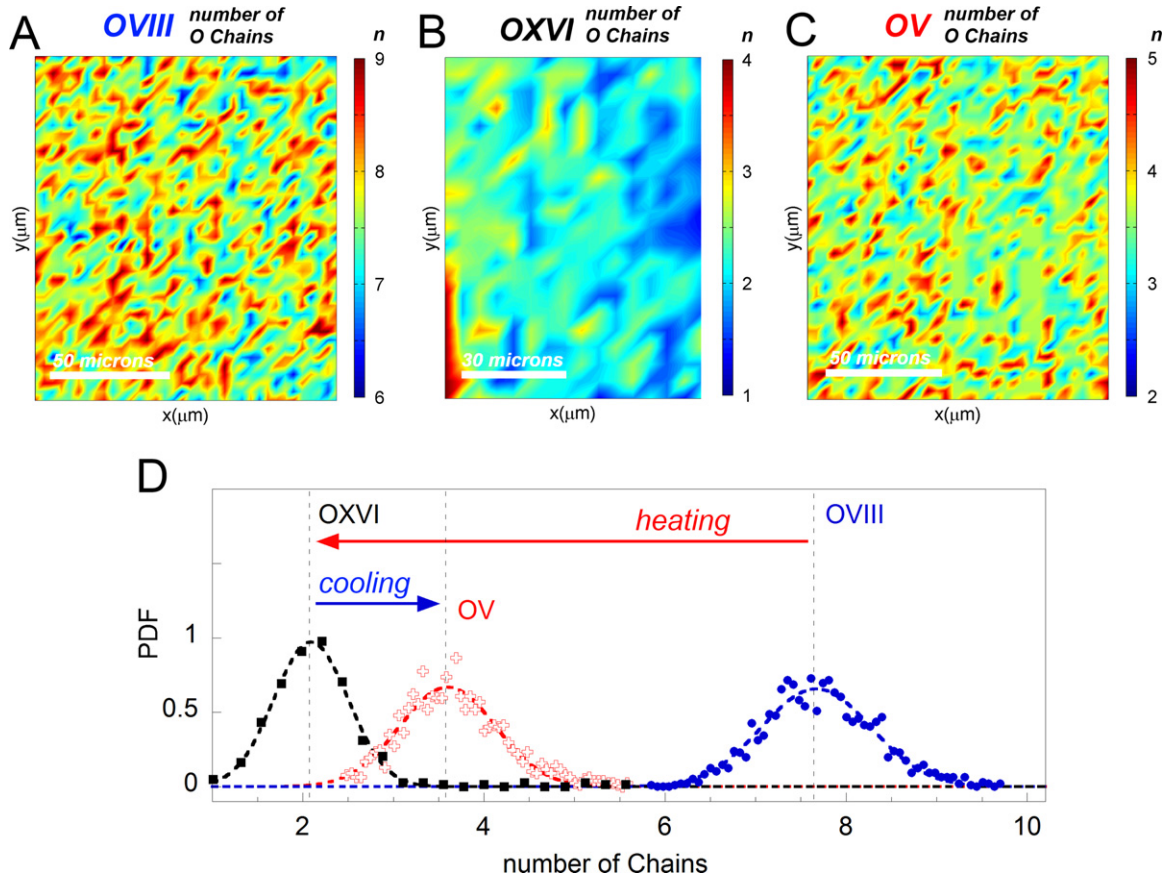 A
OVIII
number of
O Chains
n
9
8
7
6
y(μm)
50 microns
x(μm)
B
OXVI
number of
O Chains
n
4
3
2
1
y(μm)
30 microns
x(μm)
C
OV
number of
O Chains
n
5
4
3
2
y(μm)
50 microns
x(μm)
D
OXVI
heating
OVIII
cooling
OV
PDF
1
0.5
0
2
4
6
8
10
number of Chains